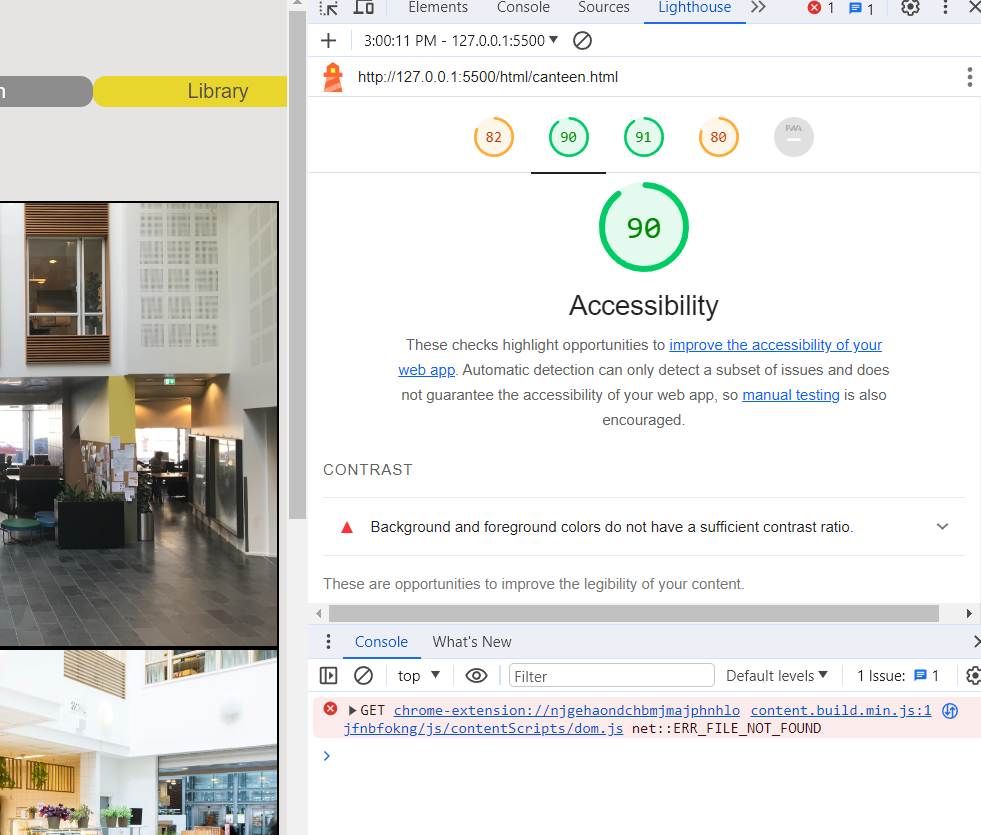 Elements Console Sources Lighthouse 1 1
3:00:11 PM - 127.0.0.1:5500
http://127.0.0.1:5500/html/canteen.html
n
Library
82 90 91 80 PWA
90
Accessibility
These checks highlight opportunities to improve the accessibility of your
web app. Automatic detection can only detect a subset of issues and does
not guarantee the accessibility of your web app, so manual testing is also
encouraged.
CONTRAST
Background and foreground colors do not have a sufficient contrast ratio.
These are opportunities to improve the legibility of your content.
Console What's New
top Filter Default levels 1 Issue: 1
GET chrome-extension://njgehaondchbmjmajphnhlo content.build.min.js:1
jfnbfokng/js/contentScripts/dom.js net::ERR_FILE_NOT_FOUND